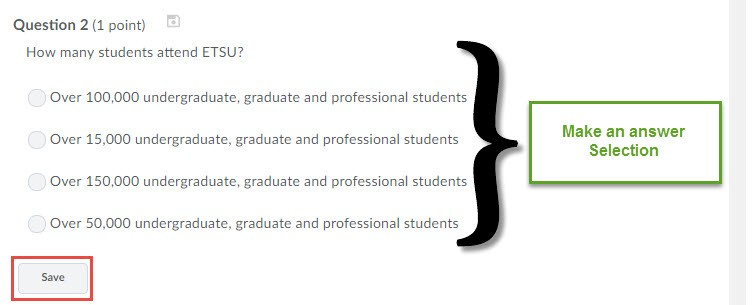 Question 2 (1 point)
How many students attend ETSU?
Over 100,000 undergraduate, graduate and professional students
Over 15,000 undergraduate, graduate and professional students
Over 150,000 undergraduate, graduate and professional students
Over 50,000 undergraduate, graduate and professional students
Make an answer
Selection
Save